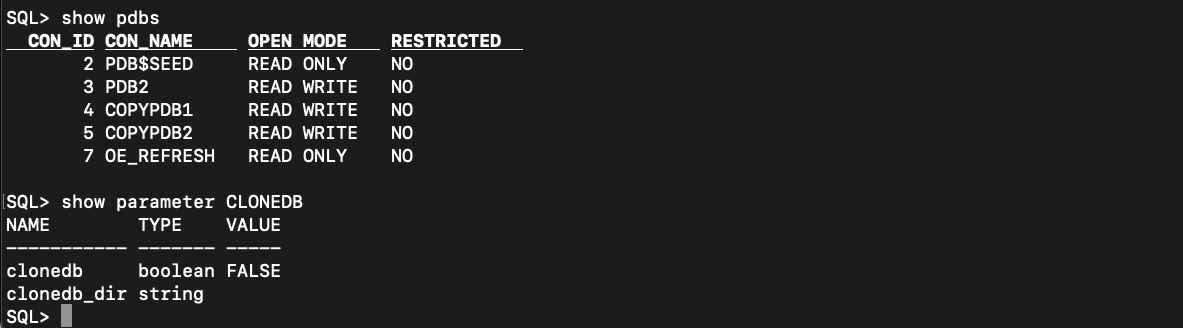 SQL> show pdbs
  CON_ID CON_NAME     OPEN MODE    RESTRICTED
       2 PDB$SEED     READ ONLY    NO
       3 PDB2         READ WRITE   NO
       4 COPYPDB1     READ WRITE   NO
       5 COPYPDB2     READ WRITE   NO
       7 OE_REFRESH   READ ONLY    NO
[SQL> show parameter CLONEDB
NAME        TYPE    VALUE
----------- ------- -----
clonedb     boolean FALSE
clonedb_dir string
SQL>